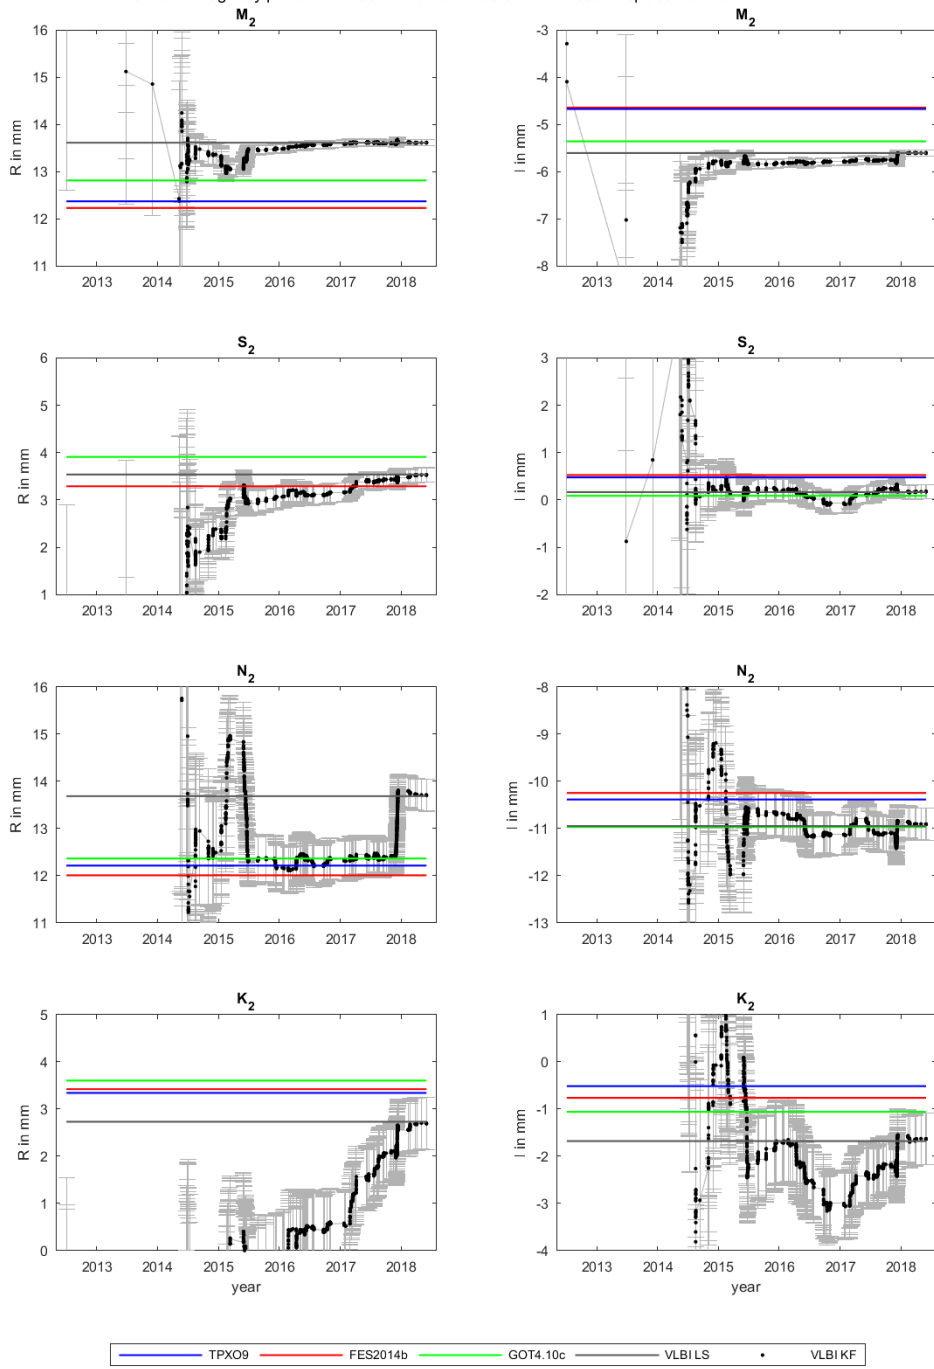 M₂
16
15
14
13
12
11
R in mm
2013 2014 2015 2016 2017 2018
M₂
-3
-4
-5
-6
-7
-8
I in mm
2013 2014 2015 2016 2017 2018
S₂
6
5
4
3
2
1
R in mm
2013 2014 2015 2016 2017 2018
S₂
3
2
1
0
-1
-2
I in mm
2013 2014 2015 2016 2017 2018
N₂
16
15
14
13
12
11
R in mm
2013 2014 2015 2016 2017 2018
N₂
-8
-9
-10
-11
-12
-13
I in mm
2013 2014 2015 2016 2017 2018
K₂
5
4
3
2
1
0
R in mm
2013 2014 2015 2016 2017 2018
year
K₂
1
0
-1
-2
-3
-4
I in mm
2013 2014 2015 2016 2017 2018
year
TPXO9 FES2014b GOT4.10c VLBI LS VLBI KF